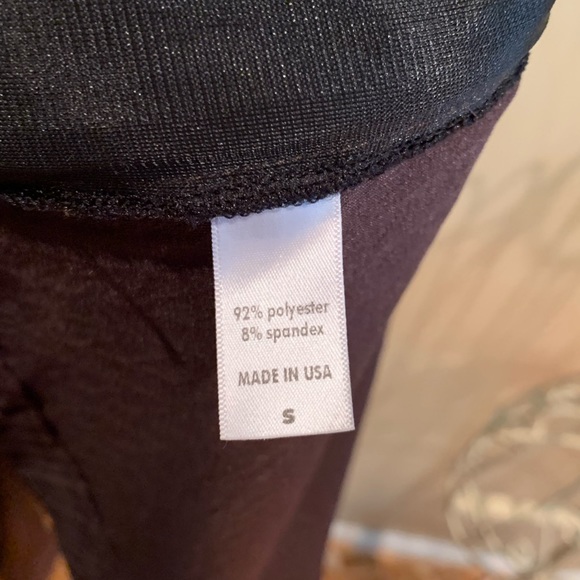 92% polyester
8% spandex
MADE IN USA
S